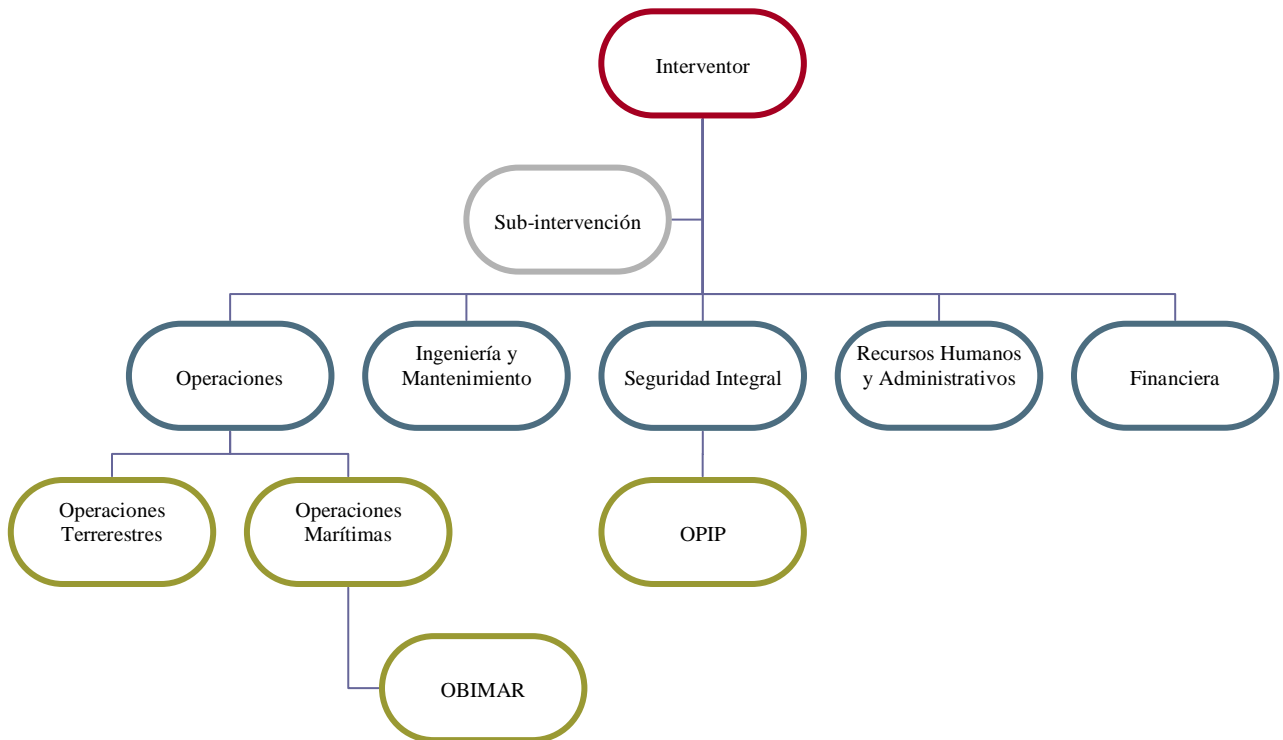 Interventor
Sub-intervención
Operaciones
Ingeniería y
Mantenimiento
Seguridad Integral
Recursos Humanos
y Administrativos
Financiera
Operaciones
Terrerestres
Operaciones
Marítimas
OPIP
OBIMAR